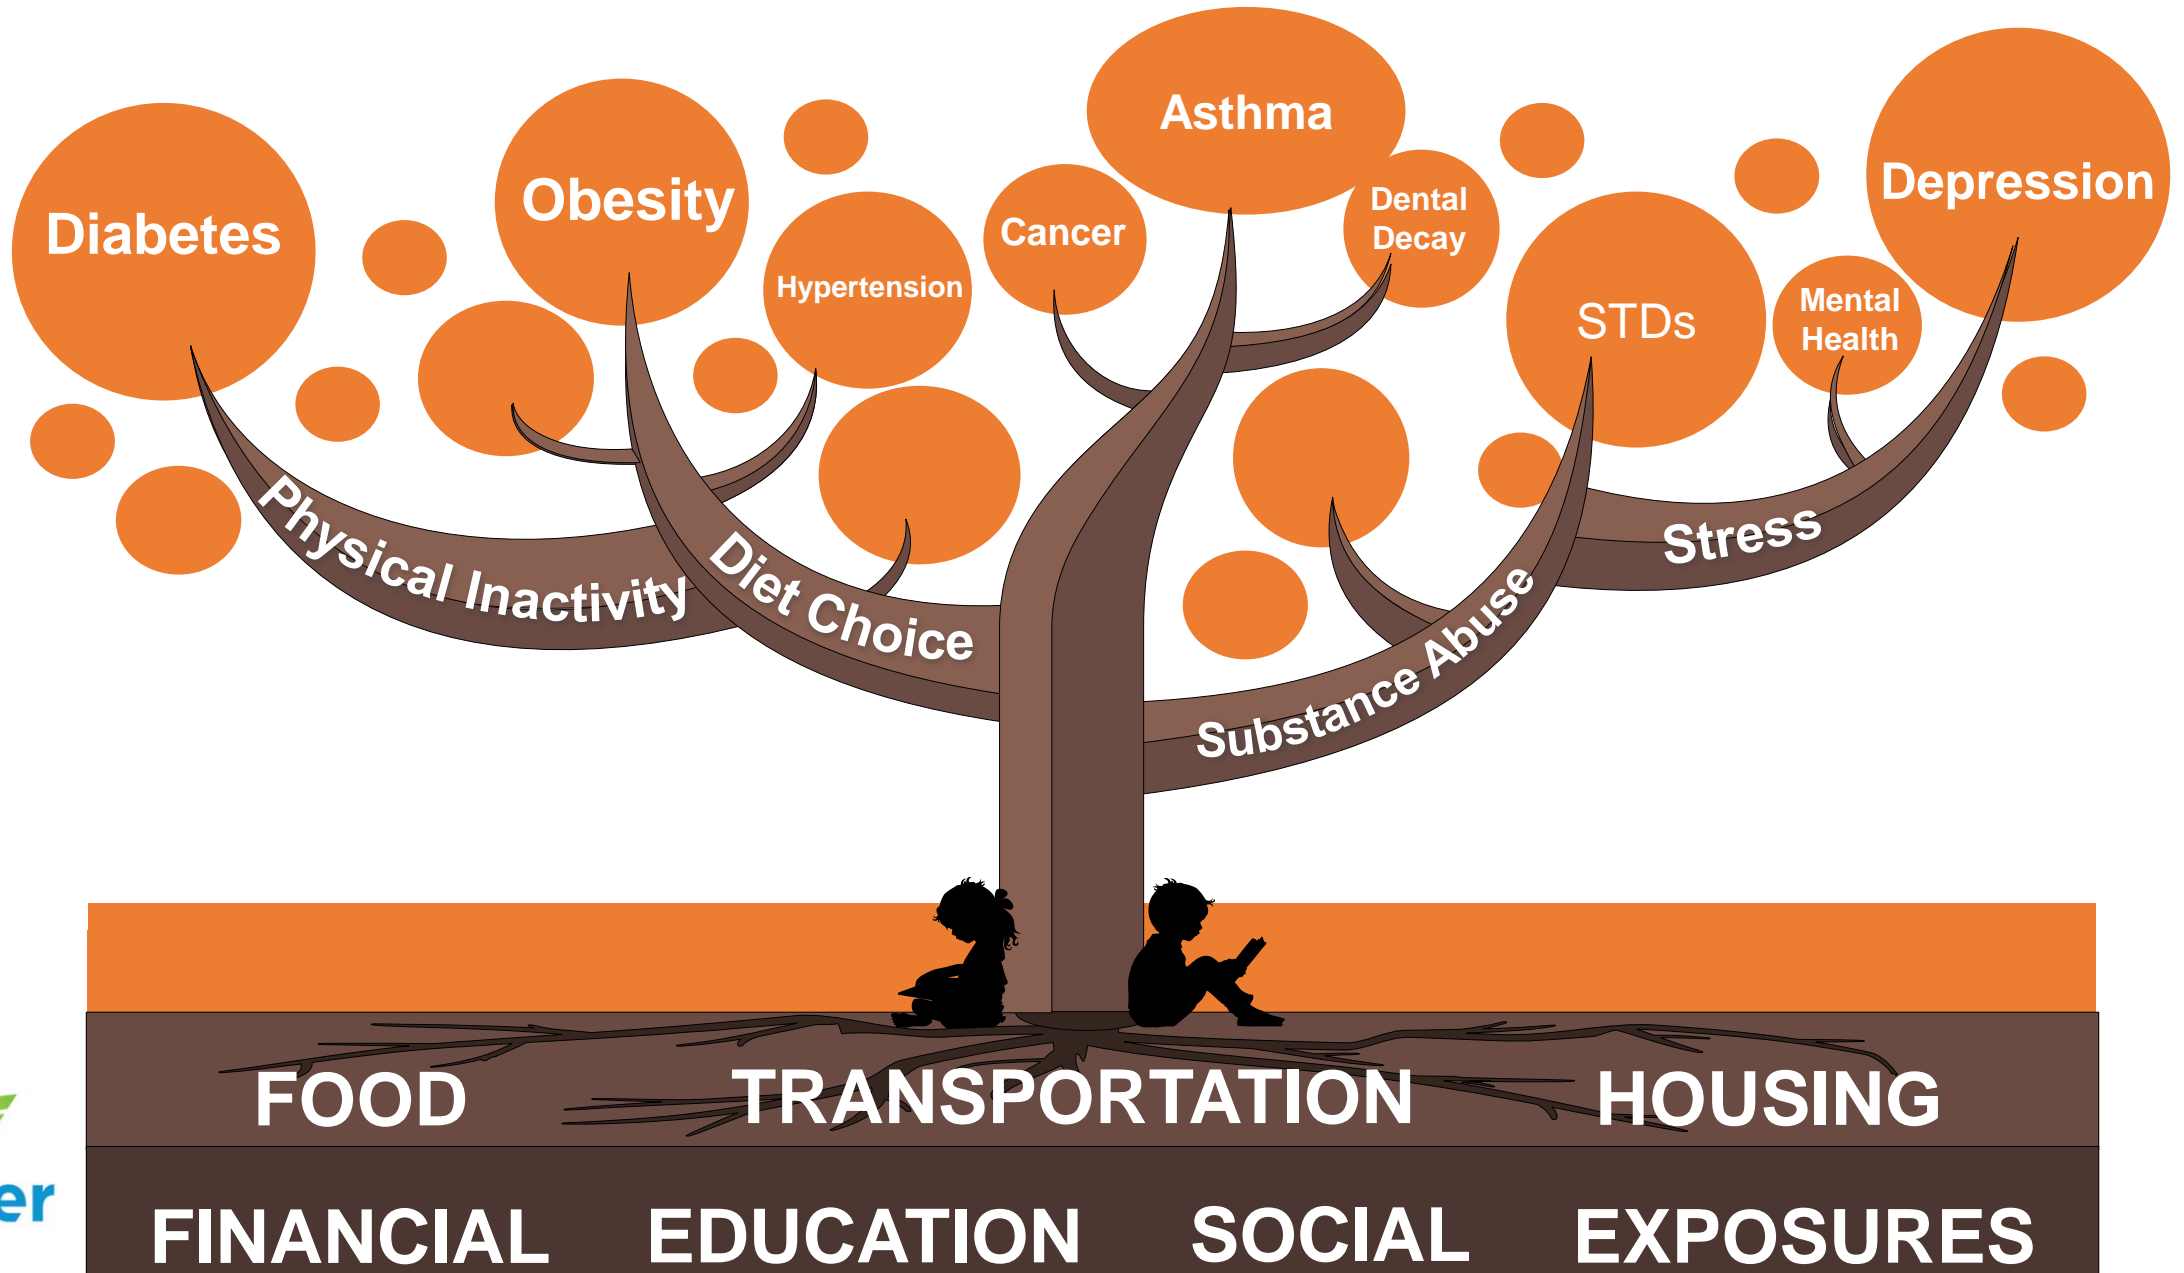 Diabetes
Obesity
Hypertension
Cancer
Asthma
Dental
Decay
STDs
Mental
Health
Depression
Physical Inactivity
Diet Choice
Substance Abuse
Stress
FOOD TRANSPORTATION HOUSING
er
FINANCIAL EDUCATION SOCIAL EXPOSURES